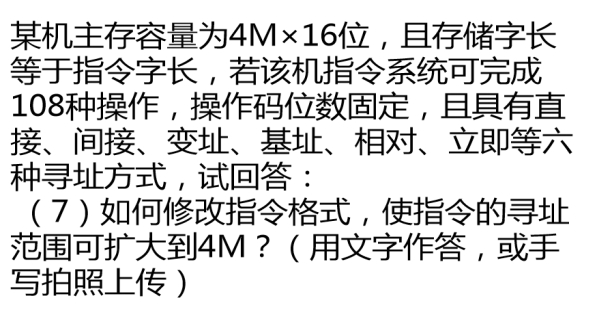 某机主存容量为4M×16位，且存储字长
等于指令字长，若该机指令系统可完成
108种操作，操作码位数固定，且具有直
接、间接、变址、基址、相对、立即等六
种寻址方式，试回答：
（7）如何修改指令格式，使指令的寻址
范围可扩大到4M？（用文字作答，或手
写拍照上传）